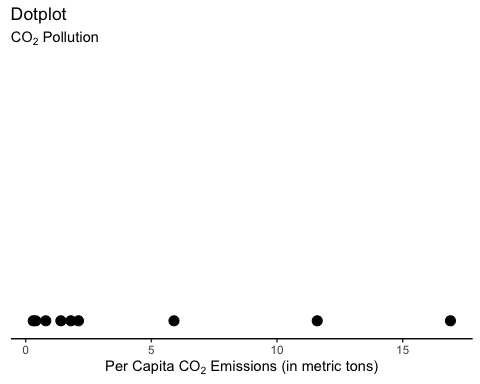 Dotplot
CO₂ Pollution
0 5 10 15
Per Capita CO₂ Emissions (in metric tons)